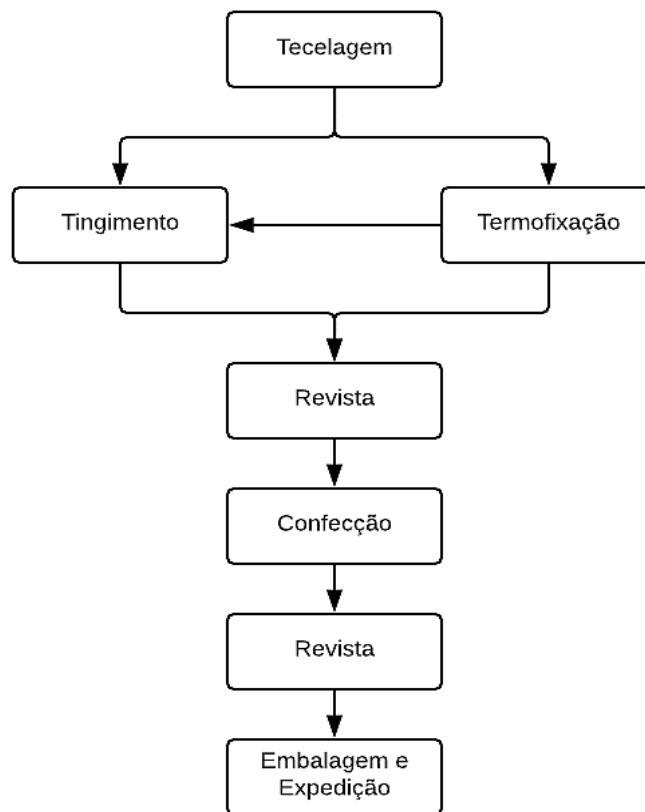 Tecelagem
Tingimento
Termofixação
Revista
Confecção
Revista
Embalagem e
Expedição